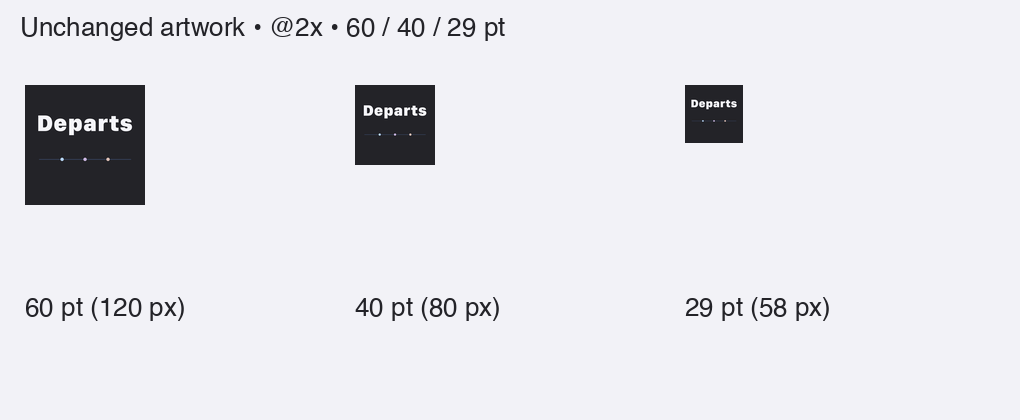 Unchanged artwork • @2x • 60 / 40 / 29 pt
Departs
Departs
Departs
60 pt (120 px)
40 pt (80 px)
29 pt (58 px)